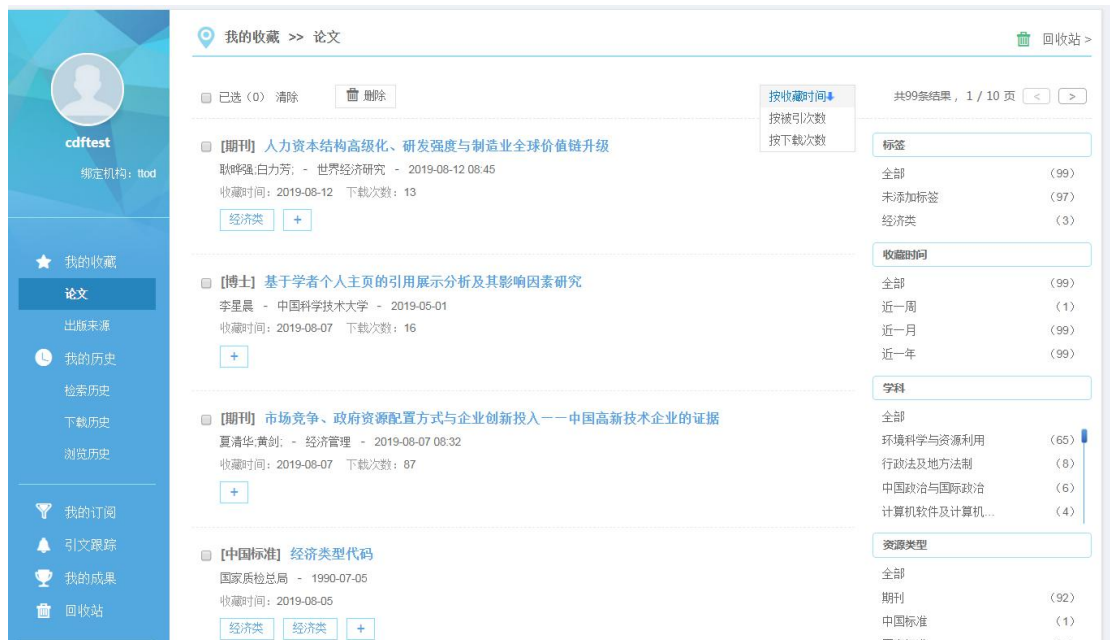 cdftest
绑定机构：ttod
我的收藏
论文
出版来源
我的历史
检索历史
下载历史
浏览历史
我的订阅
引文跟踪
我的成果
回收站
我的收藏 >> 论文
回收站 >
已选（0） 清除
删除
按收藏时间
按被引次数
按下载次数
共99条结果，1 / 10 页 < >
[期刊] 人力资本结构高级化、研发强度与制造业全球价值链升级
耿晔强;白力芳; - 世界经济研究 - 2019-08-12 08:45
收藏时间：2019-08-12 下载次数：13
经济类 +
[博士] 基于学者个人主页的引用展示分析及其影响因素研究
李星晨 - 中国科学技术大学 - 2019-05-01
收藏时间：2019-08-07 下载次数：16
+
[期刊] 市场竞争、政府资源配置方式与企业创新投入——中国高新技术企业的证据
夏清华;黄剑; - 经济管理 - 2019-08-07 08:32
收藏时间：2019-08-07 下载次数：87
+
[中国标准] 经济类型代码
国家质检总局 - 1990-07-05
收藏时间：2019-08-05
经济类 经济类 +
标签
全部 （99）
未添加标签 （97）
经济类 （3）
收藏时间
全部 （99）
近一周 （1）
近一月 （99）
近一年 （99）
学科
全部
环境科学与资源利用 （65）
行政法及地方法制 （8）
中国政治与国际政治 （6）
计算机软件及计算机... （4）
资源类型
全部
期刊 （92）
中国标准 （1）